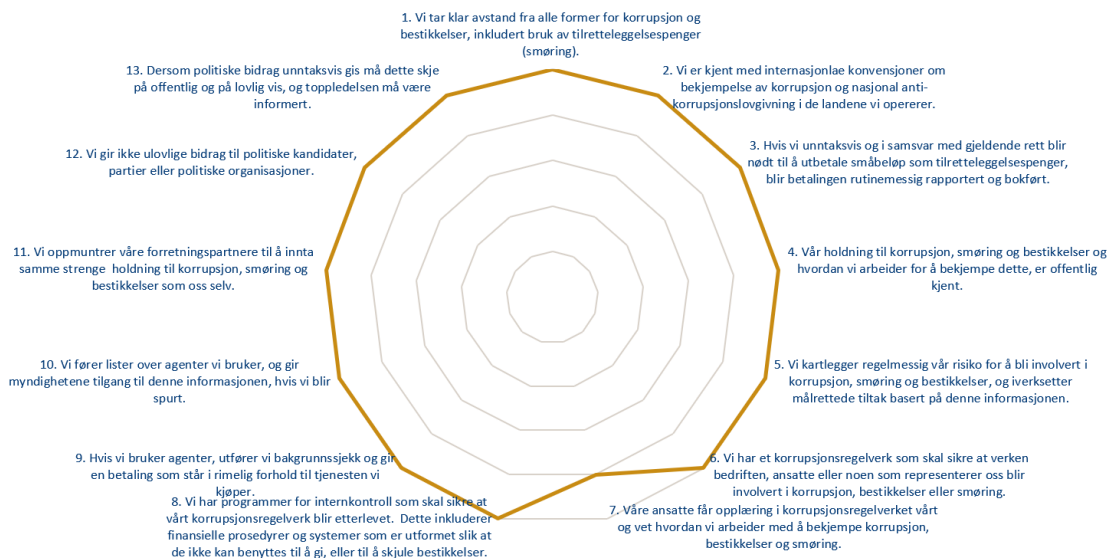 1. Vi tar klar avstand fra alle former for korrupsjon og
bestikkelser, inkludert bruk av tilretteleggelsespenger
(smøring).
2. Vi er kjent med internasjonlae konvensjoner om
bekjempelse av korrupsjon og nasjonal anti-
korrupsjonslovgivning i de landene vi opererer.
3. Hvis vi unntaksvis og i samsvar med gjeldende rett blir
nødt til å utbetale småbeløp som tilretteleggelsespenger,
blir betalingen rutinemessig rapportert og bokført.
4. Vår holdning til korrupsjon, smøring og bestikkelser og
hvordan vi arbeider for å bekjempe dette, er offentlig
kjent.
5. Vi kartlegger regelmessig vår risiko for å bli involvert i
korrupsjon, smøring og bestikkelser, og iverksetter
målrettede tiltak basert på denne informasjonen.
6. Vi har et korrupsjonsregelverk som skal sikre at verken
bedriften, ansatte eller noen som representerer oss blir
involvert i korrupsjon, bestikkelser eller smøring.
7. Våre ansatte får opplæring i korrupsjonsregelverket vårt
og vet hvordan vi arbeider med å bekjempe korrupsjon,
bestikkelser og smøring.
8. Vi har programmer for internkontroll som skal sikre at
vårt korrupsjonsregelverk blir etterlevet. Dette inkluderer
finansielle prosedyrer og systemer som er utformet slik at
de ikke kan benyttes til å gi, eller til å skjule bestikkelser.
9. Hvis vi bruker agenter, utfører vi bakgrunnssjekk og gir
en betaling som står i rimelig forhold til tjenesten vi
kjøper.
10. Vi fører lister over agenter vi bruker, og gir
myndighetene tilgang til denne informasjonen, hvis vi blir
spurt.
11. Vi oppmuntrer våre forretningspartnere til å innta
samme strenge holdning til korrupsjon, smøring og
bestikkelser som oss selv.
12. Vi gir ikke ulovlige bidrag til politiske kandidater,
partier eller politiske organisasjoner.
13. Dersom politiske bidrag unntaksvis gis må dette skje
på offentlig og på lovlig vis, og toppledelsen må være
informert.